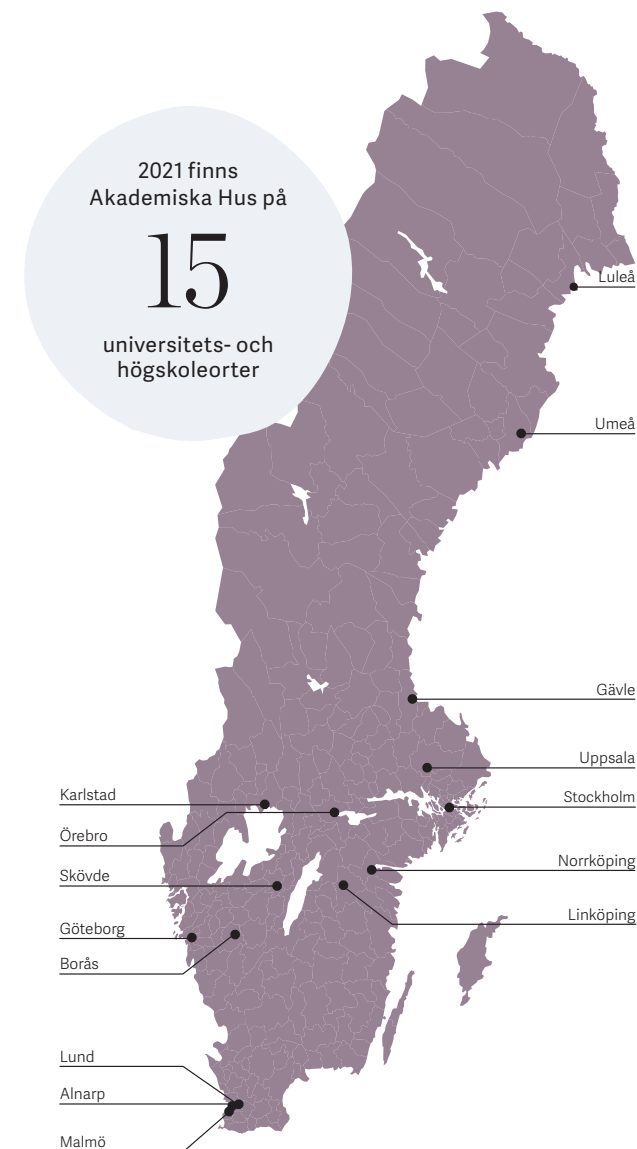 2021 finns
Akademiska Hus på
15
universitets- och
högskoleorter
Luleå
Umeå
Gävle
Uppsala
Stockholm
Norrköping
Linköping
Karlstad
Örebro
Skövde
Göteborg
Borås
Lund
Alnarp
Malmö